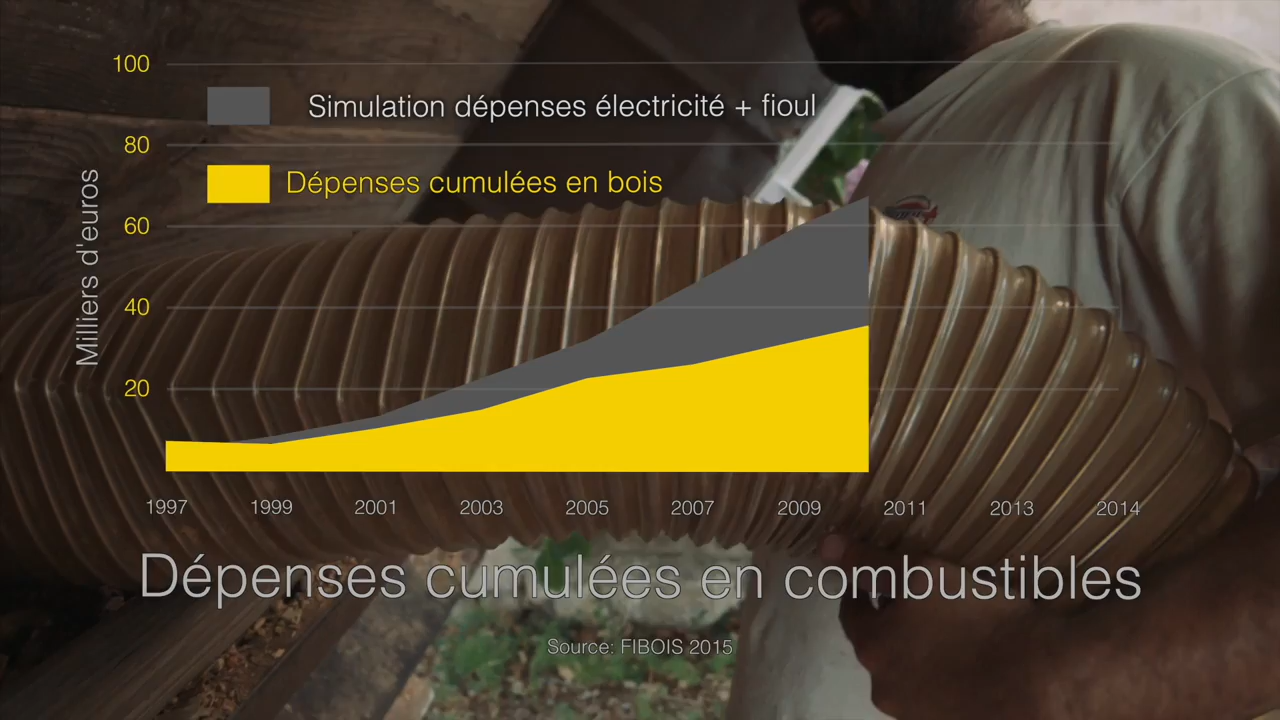 100
Simulation dépenses électricité + fioul
80
Dépenses cumulées en bois
60
Milliers d'euros
40
20
1997 1999 2001 2003 2005 2007 2009 2011 2013 2014
Dépenses cumulées en combustibles
Source: FIBOIS 2015